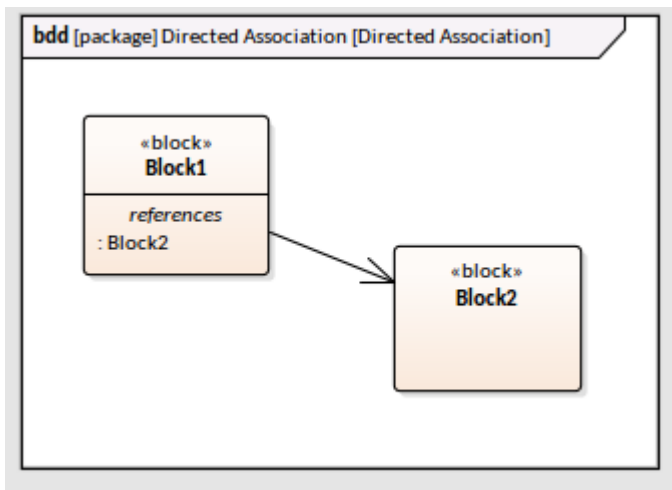 bdd [package] Directed Association [Directed Association]
«block»
Block1
references
: Block2
«block»
Block2